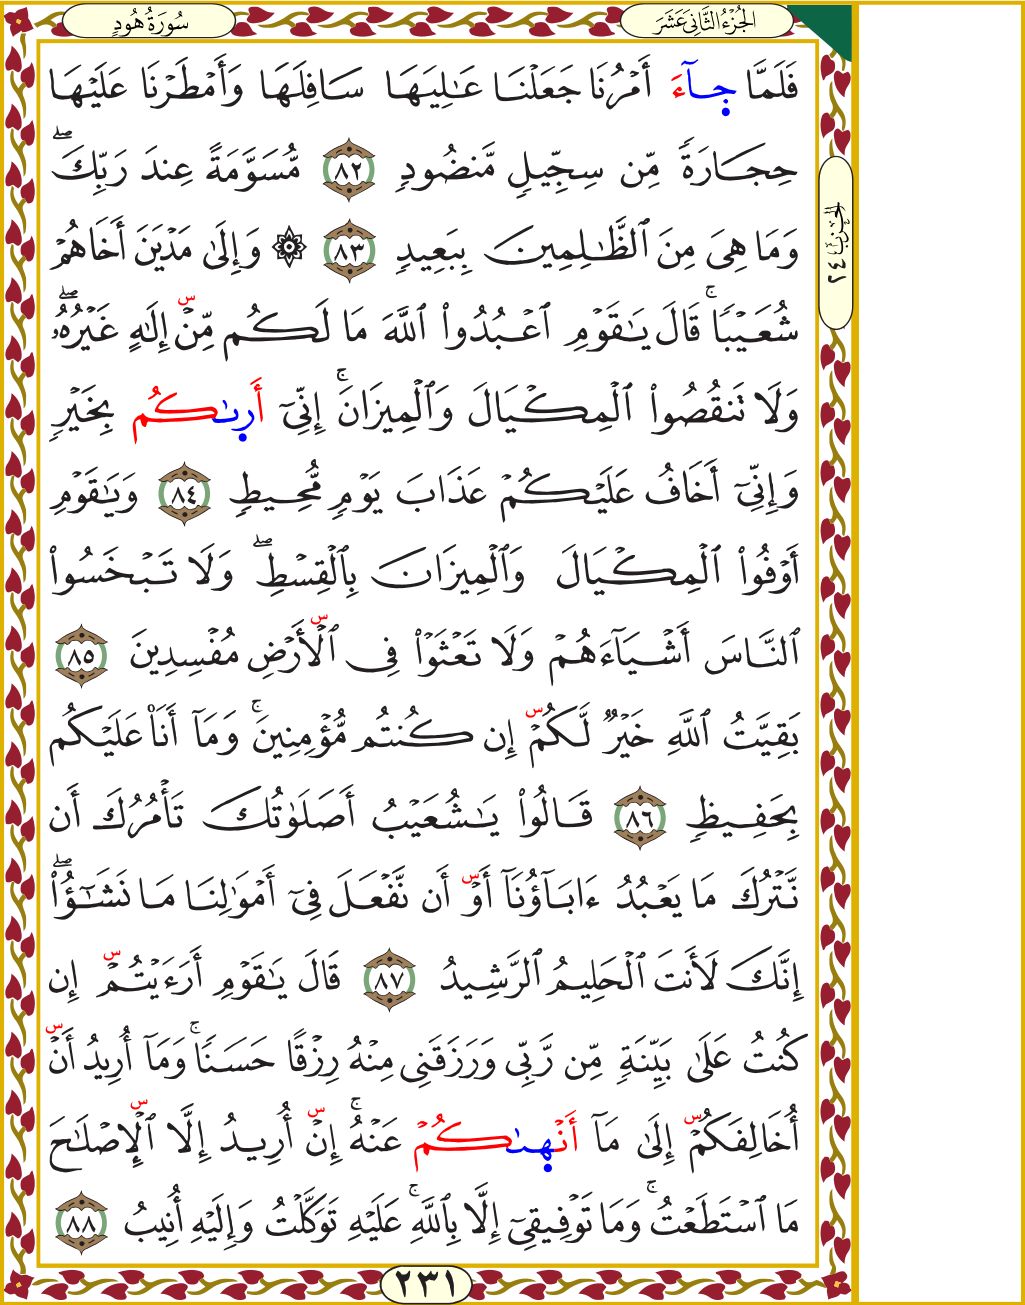 سُورَةُ هُودٍ
الجُزْءُ الثَّانِيَ عَشَرَ
الحزب ٢٤
فَلَمَّا جَآءَ أَمْرُنَا جَعَلْنَا عَٰلِيَهَا سَافِلَهَا وَأَمْطَرْنَا عَلَيْهَا
حِجَارَةً مِّن سِجِّيلٍ مَّنضُودٍ ٨٢ مُّسَوَّمَةً عِندَ رَبِّكَۖ
وَمَا هِيَ مِنَ ٱلظَّٰلِمِينَ بِبَعِيدٍ ٨٣ ۞ وَإِلَىٰ مَدْيَنَ أَخَاهُمْ
شُعَيْبًاۚ قَالَ يَٰقَوْمِ ٱعْبُدُواْ ٱللَّهَ مَا لَكُم مِّنْ إِلَٰهٍ غَيْرُهُۥۖ
وَلَا تَنقُصُواْ ٱلْمِكْيَالَ وَٱلْمِيزَانَۚ إِنِّيٓ أَرىٰكُم بِخَيْرٍ
وَإِنِّيٓ أَخَافُ عَلَيْكُمْ عَذَابَ يَوْمٍ مُّحِيطٍ ٨٤ وَيَٰقَوْمِ
أَوْفُواْ ٱلْمِكْيَالَ وَٱلْمِيزَانَ بِٱلْقِسْطِۖ وَلَا تَبْخَسُواْ
ٱلنَّاسَ أَشْيَآءَهُمْ وَلَا تَعْثَوْاْ فِي ٱلْأَرْضِ مُفْسِدِينَ ٨٥
بَقِيَّتُ ٱللَّهِ خَيْرٌ لَّكُمْ إِن كُنتُم مُّؤْمِنِينَۚ وَمَآ أَنَا۠ عَلَيْكُم
بِحَفِيظٍ ٨٦ قَالُواْ يَٰشُعَيْبُ أَصَلَوٰتُكَ تَأْمُرُكَ أَن
نَّتْرُكَ مَا يَعْبُدُ ءَابَآؤُنَآ أَوْ أَن نَّفْعَلَ فِيٓ أَمْوَٰلِنَا مَا نَشَٰٓؤُاْۖ
إِنَّكَ لَأَنتَ ٱلْحَلِيمُ ٱلرَّشِيدُ ٨٧ قَالَ يَٰقَوْمِ أَرَءَيْتُمْ إِن
كُنتُ عَلَىٰ بَيِّنَةٍ مِّن رَّبِّي وَرَزَقَنِي مِنْهُ رِزْقًا حَسَنًاۚ وَمَآ أُرِيدُ أَنْ
أُخَالِفَكُمْ إِلَىٰ مَآ أَنْهىٰكُمْ عَنْهُۚ إِنْ أُرِيدُ إِلَّا ٱلْإِصْلَٰحَ
مَا ٱسْتَطَعْتُۚ وَمَا تَوْفِيقِيٓ إِلَّا بِٱللَّهِۚ عَلَيْهِ تَوَكَّلْتُ وَإِلَيْهِ أُنِيبُ ٨٨
٢٣١